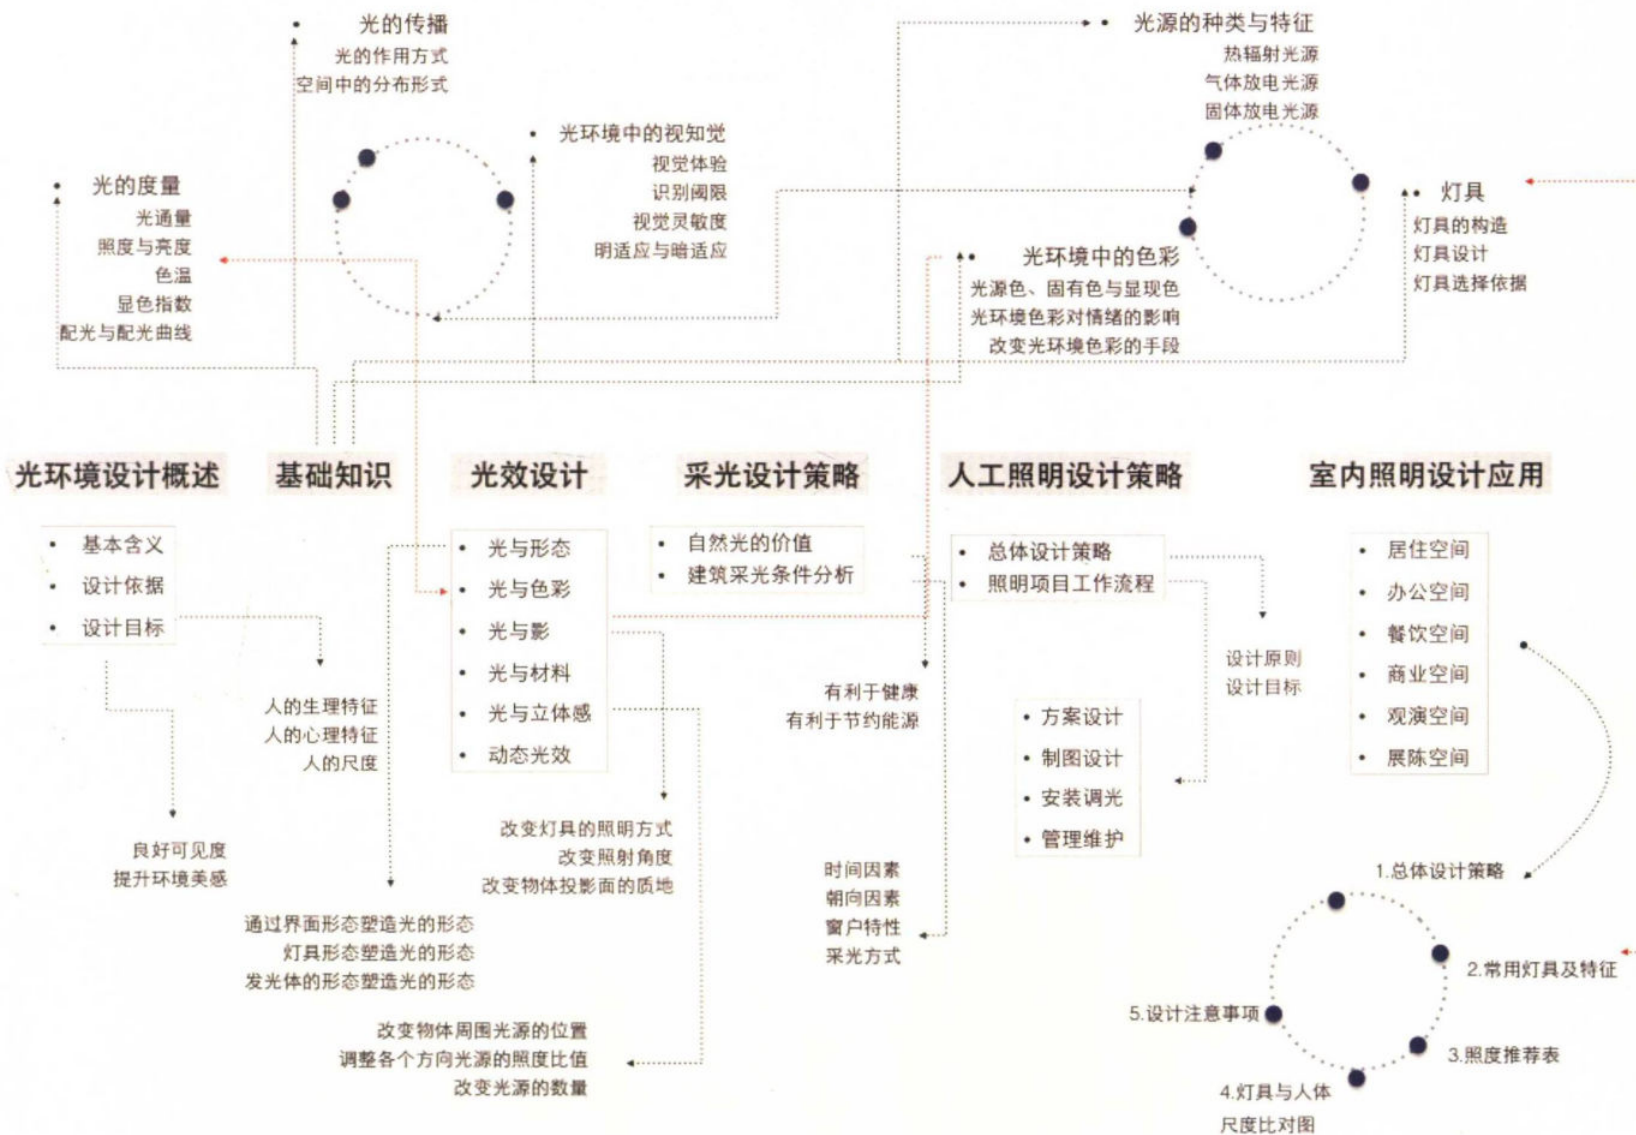 光的传播
光的作用方式
空间中的分布形式
光源的种类与特征
热辐射光源
气体放电光源
固体放电光源
光环境中的视知觉
视觉体验
识别阈限
视觉灵敏度
明适应与暗适应
光的度量
光通量
照度与亮度
色温
显色指数
配光与配光曲线
灯具
灯具的构造
灯具设计
灯具选择依据
光环境中的色彩
光源色、固有色与显现色
光环境色彩对情绪的影响
改变光环境色彩的手段
光环境设计概述
基础知识
光效设计
采光设计策略
人工照明设计策略
室内照明设计应用
• 基本含义
• 设计依据
• 设计目标
人的生理特征
人的心理特征
人的尺度
良好可见度
提升环境美感
• 光与形态
• 光与色彩
• 光与影
• 光与材料
• 光与立体感
• 动态光效
改变灯具的照明方式
改变照射角度
改变物体投影面的质地
通过界面形态塑造光的形态
灯具形态塑造光的形态
发光体的形态塑造光的形态
改变物体周围光源的位置
调整各个方向光源的照度比值
改变光源的数量
• 自然光的价值
• 建筑采光条件分析
有利于健康
有利于节约能源
时间因素
朝向因素
窗户特性
采光方式
• 总体设计策略
• 照明项目工作流程
设计原则
设计目标
• 方案设计
• 制图设计
• 安装调光
• 管理维护
• 居住空间
• 办公空间
• 餐饮空间
• 商业空间
• 观演空间
• 展陈空间
1.总体设计策略
2.常用灯具及特征
3.照度推荐表
4.灯具与人体
尺度比对图
5.设计注意事项